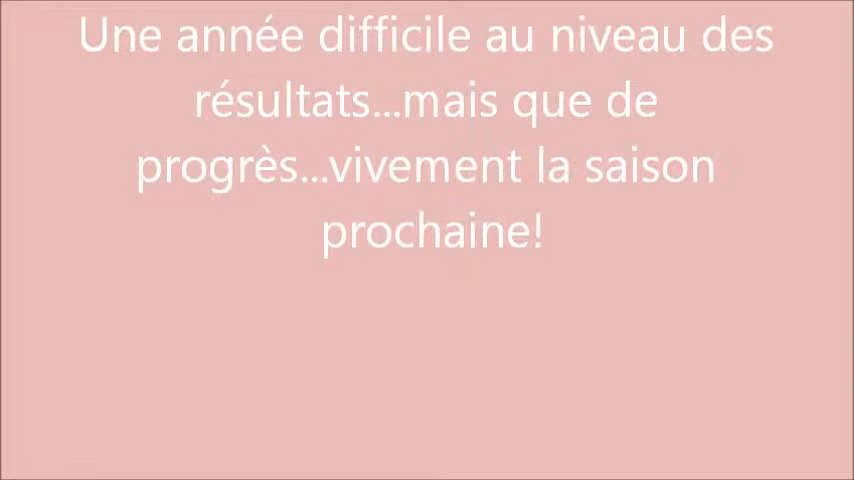 Une année difficile au niveau des
résultats...mais que de
progrès...vivement la saison
prochaine!